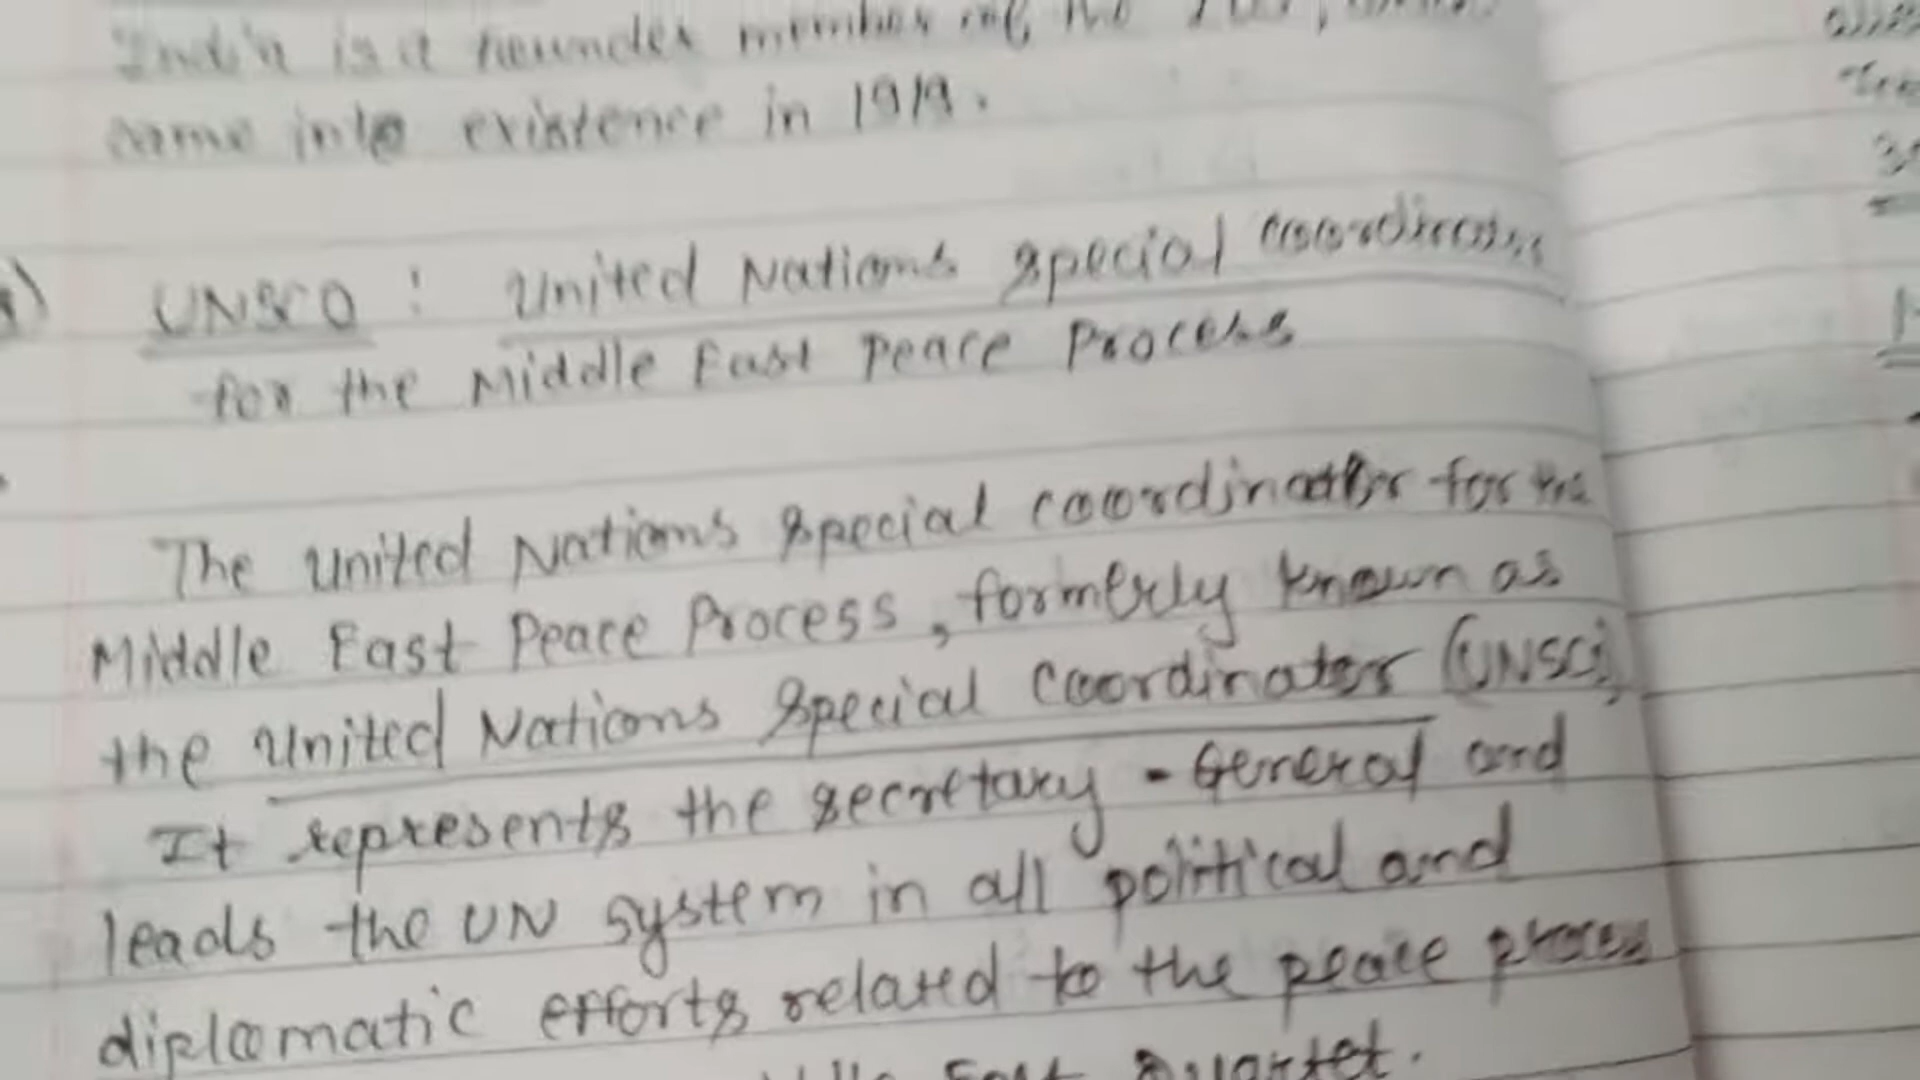 India is a founder member of the
came into existence in 1919.
UNSCO : United Nations Special
for the Middle East Peace Process
The United Nations Special Coordinator for the
Middle East Peace Process, formerly known as
the United Nations Special Coordinator (UNSCO),
It represents the secretary - General and
leads the UN system in all political and
diplomatic efforts related to the peace process
East Quartet.